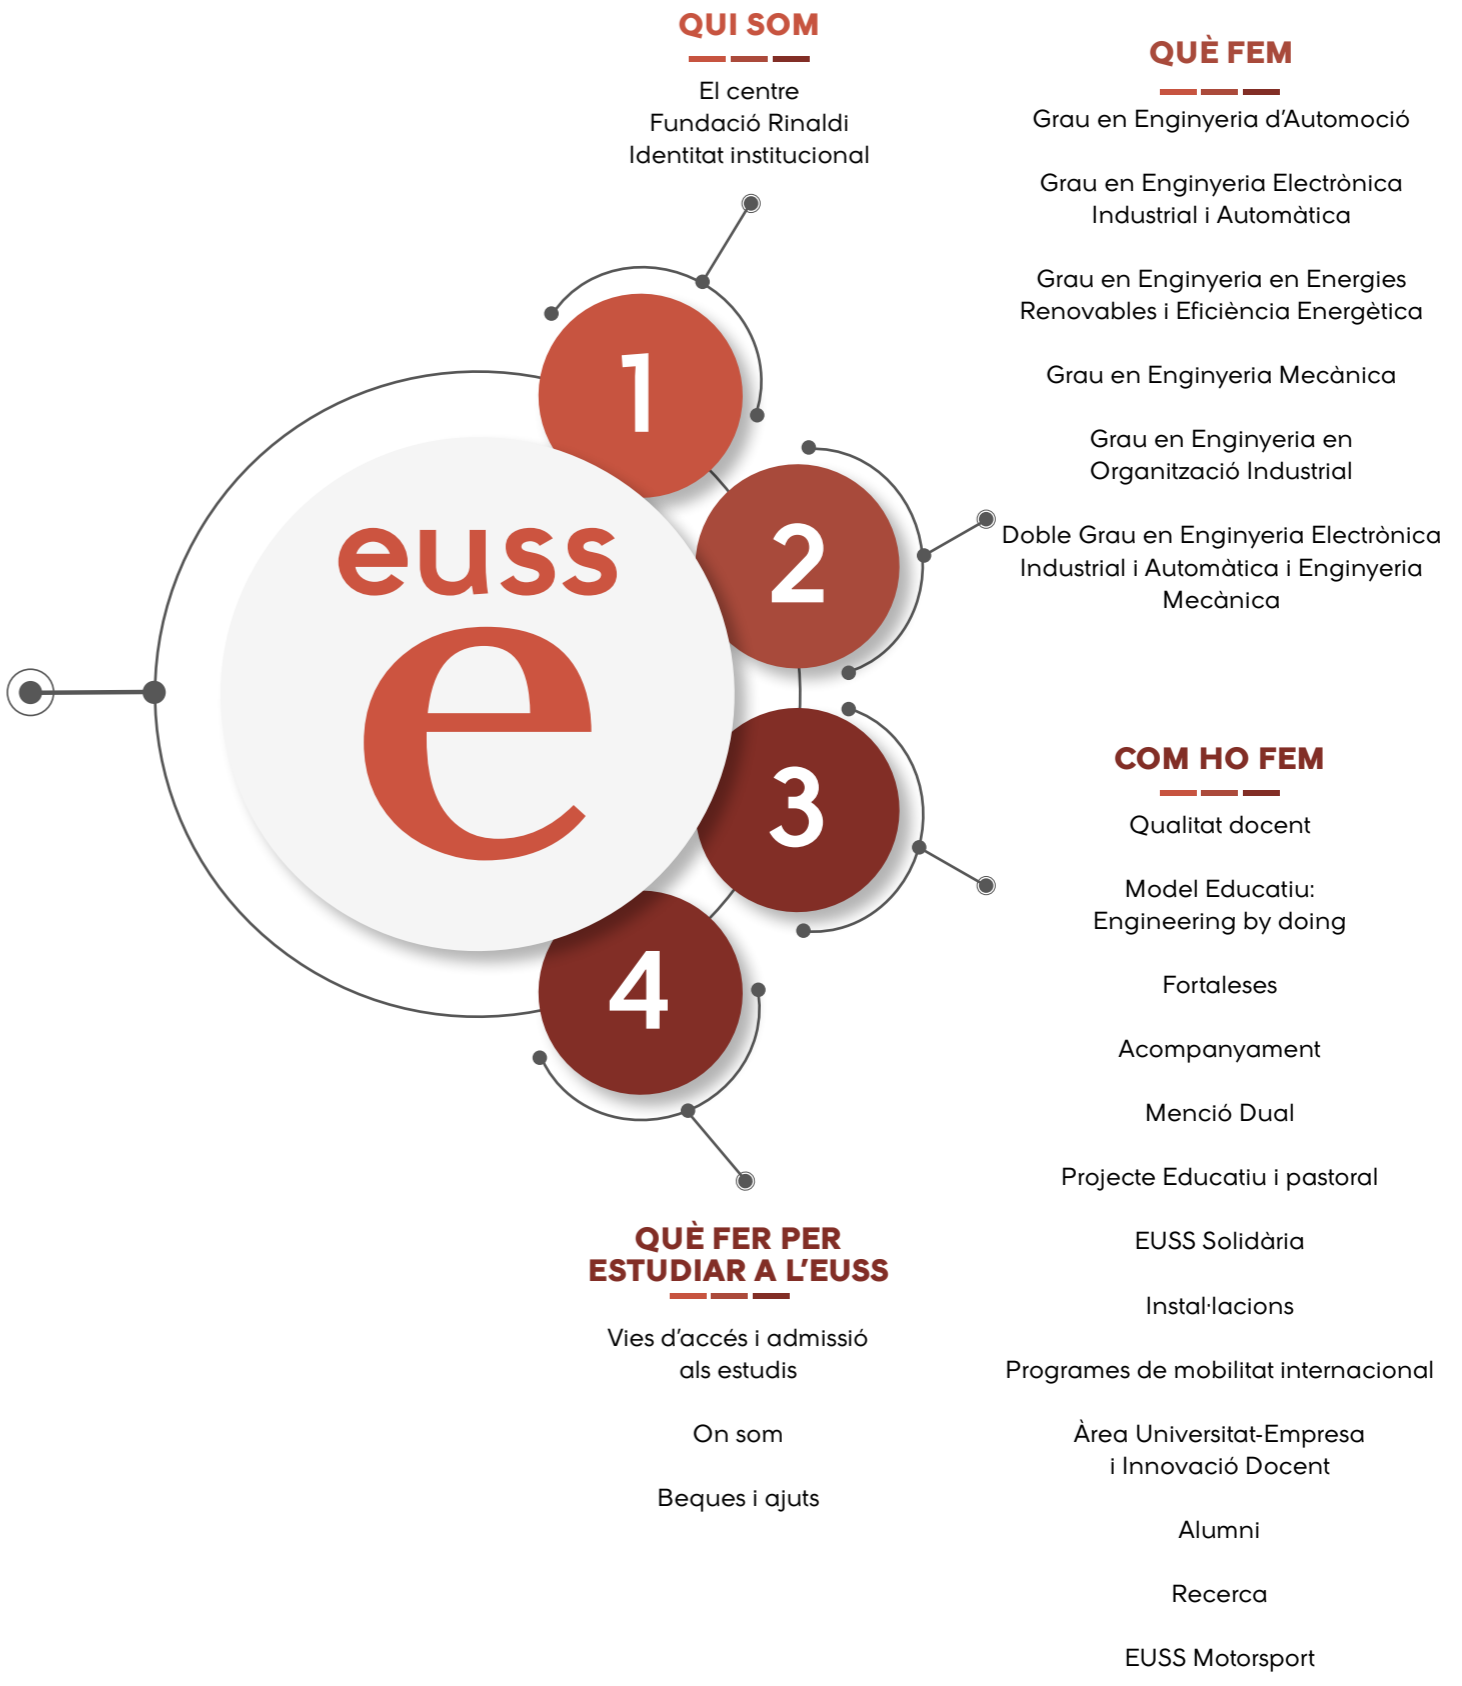 QUI SOM
El centre
Fundació Rinaldi
Identitat institucional
QUÈ FEM
Grau en Enginyeria d’Automoció
Grau en Enginyeria Electrònica
Industrial i Automàtica
Grau en Enginyeria en Energies
Renovables i Eficiència Energètica
Grau en Enginyeria Mecànica
Grau en Enginyeria en
Organització Industrial
Doble Grau en Enginyeria Electrònica
Industrial i Automàtica i Enginyeria
Mecànica
1
2
3
4
euss
e
COM HO FEM
Qualitat docent
Model Educatiu:
Engineering by doing
Fortaleses
Acompanyament
Menció Dual
Projecte Educatiu i pastoral
EUSS Solidària
Instal·lacions
Programes de mobilitat internacional
Àrea Universitat-Empresa
i Innovació Docent
Alumni
Recerca
EUSS Motorsport
QUÈ FER PER
ESTUDIAR A L’EUSS
Vies d’accés i admissió
als estudis
On som
Beques i ajuts